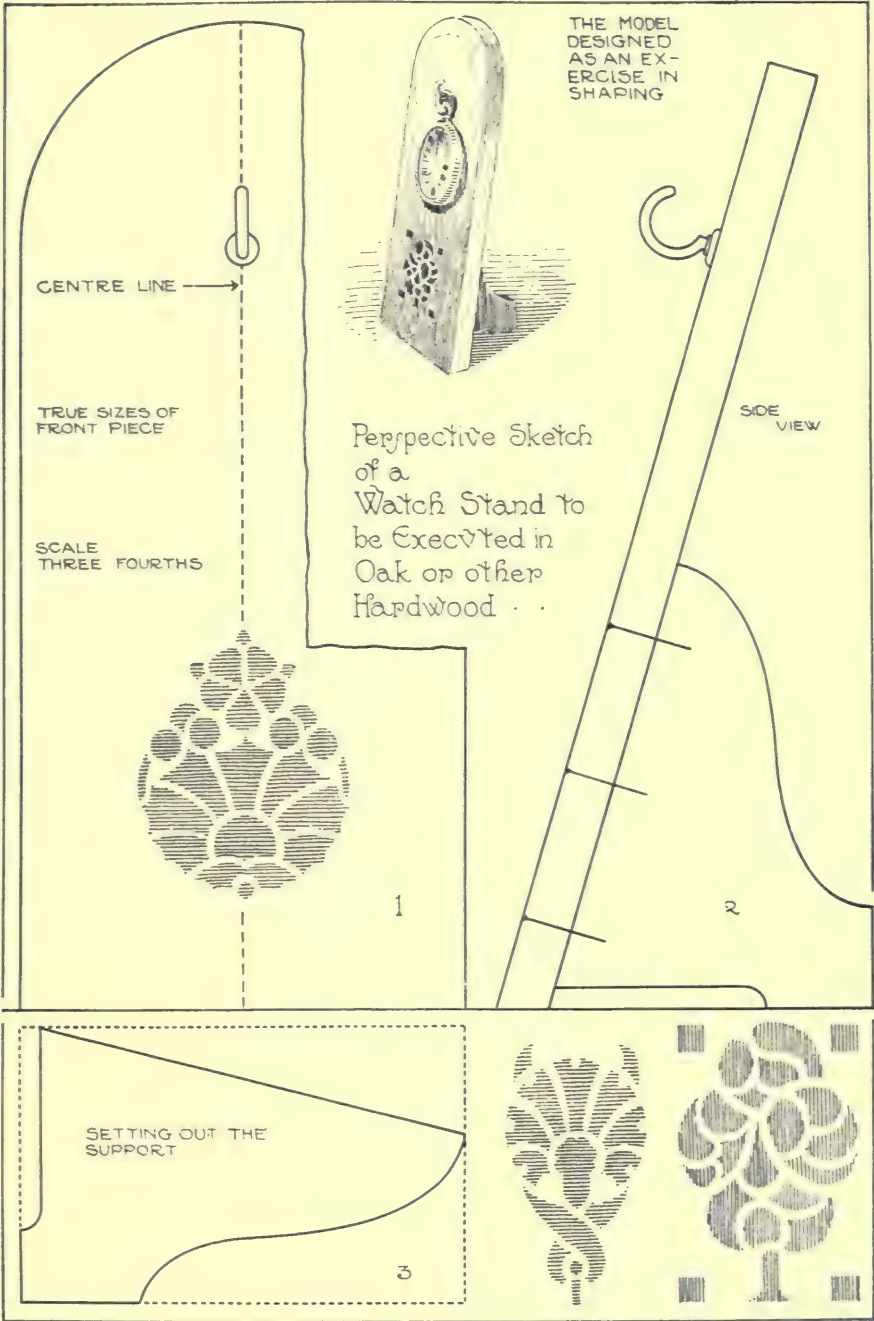 THE MODEL
DESIGNED
AS AN EX-
ERCISE IN
SHAPING
CENTRE LINE
TRUE SIZES OF
FRONT PIECE
SCALE
THREE FOURTHS
Perspective Sketch
of a
Watch Stand to
be Execvted in
Oak or other
Hardwood · ·
SIDE
VIEW
1
2
SETTING OUT THE
SUPPORT
3